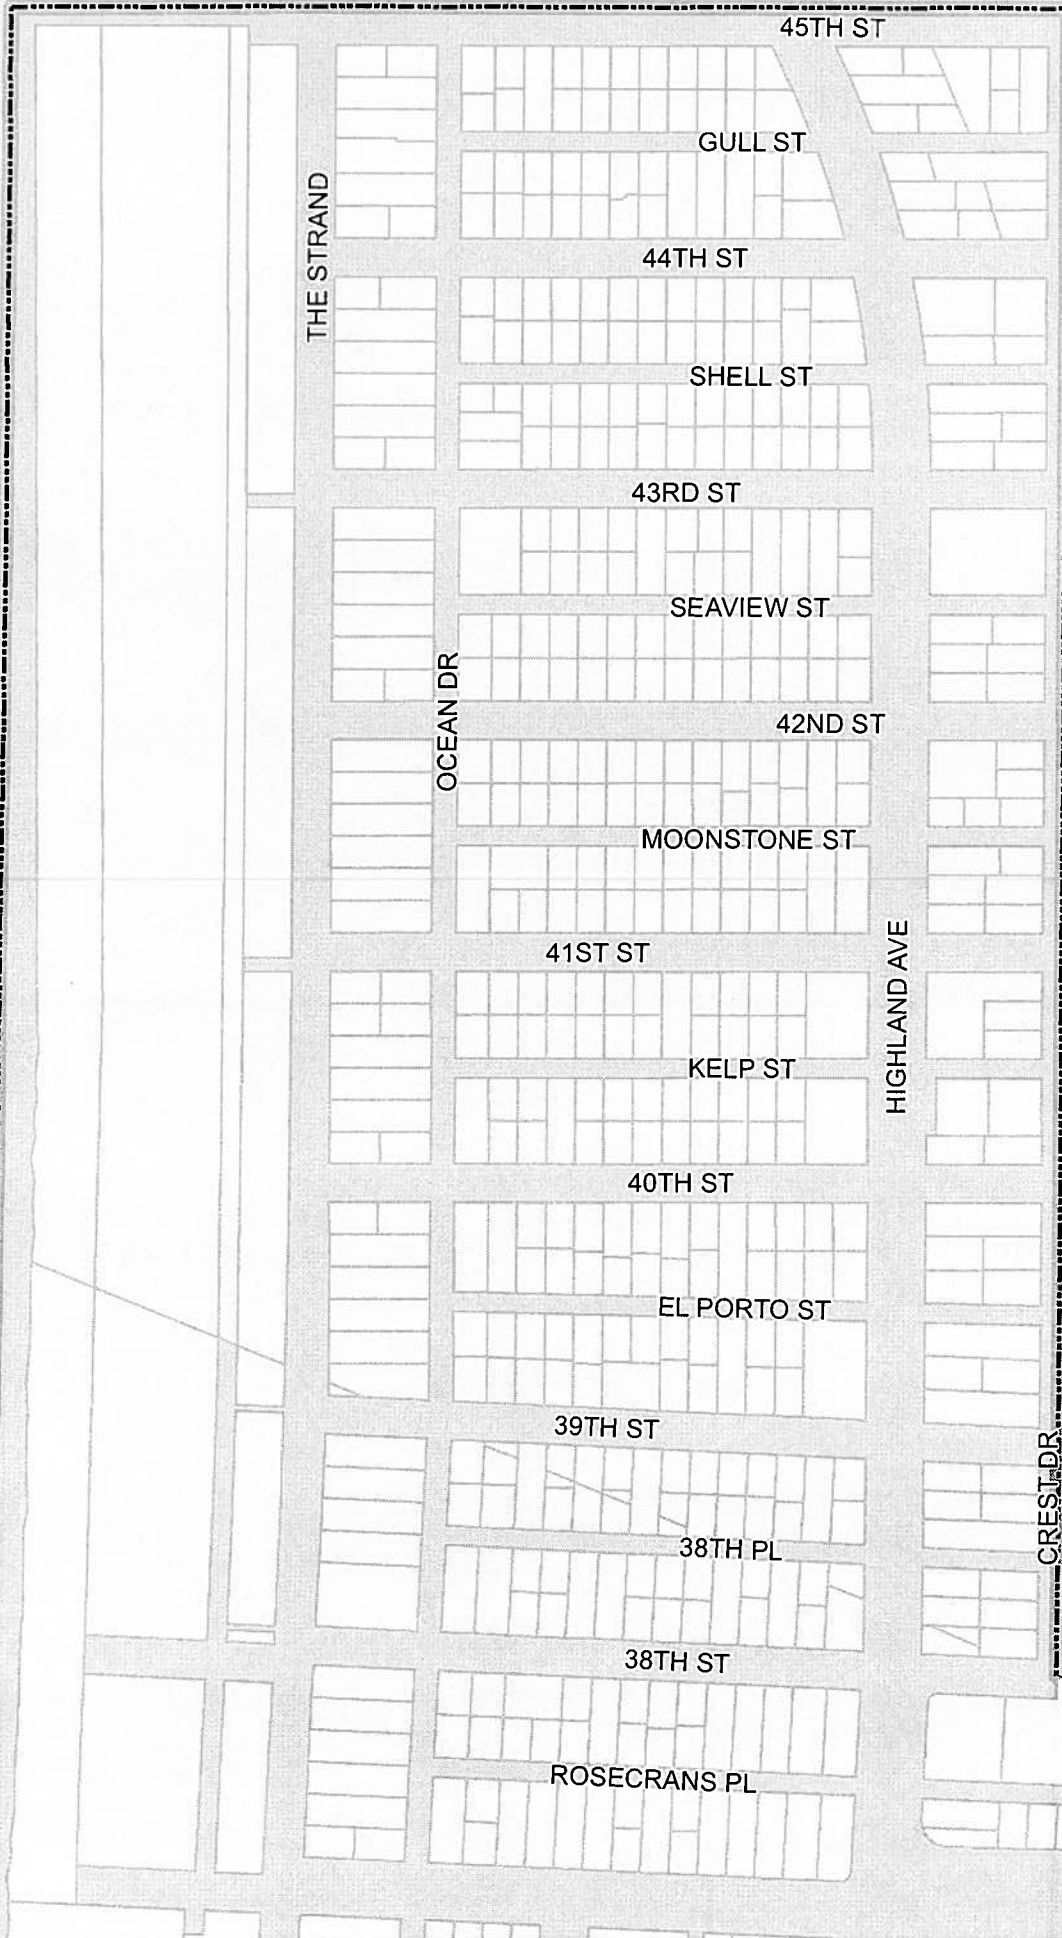 45TH ST
GULL ST
THE STRAND
44TH ST
SHELL ST
43RD ST
SEAVIEW ST
OCEAN DR
42ND ST
MOONSTONE ST
41ST ST
HIGHLAND AVE
KELP ST
40TH ST
EL PORTO ST
39TH ST
CREST DR
38TH PL
38TH ST
ROSECRANS PL